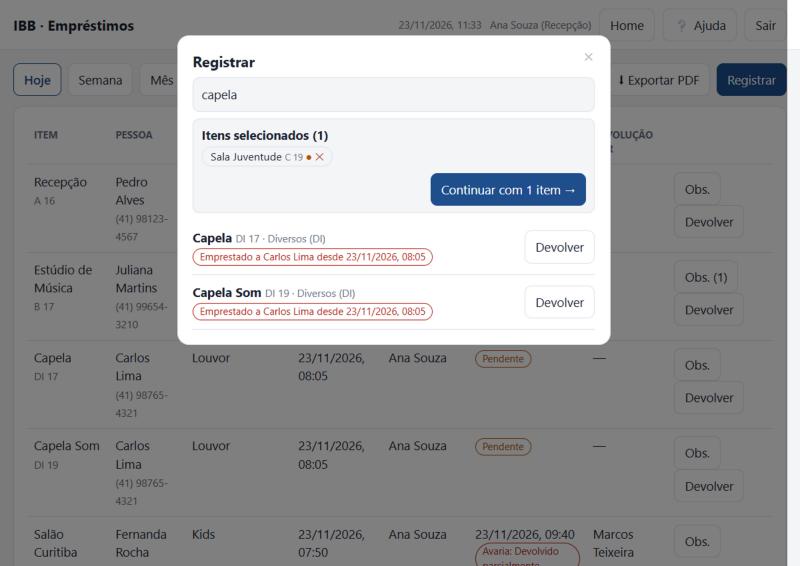 IBB · Empréstimos
23/11/2026, 11:33 Ana Souza (Recepção) Home ❔ Ajuda Sair
Hoje Semana Mês ⬇ Exportar PDF Registrar
Registrar ×
capela
Itens selecionados (1)
Sala Juventude C 19 ● ✕
Continuar com 1 item →
Capela DI 17 · Diversos (DI)
Emprestado a Carlos Lima desde 23/11/2026, 08:05
Devolver
Capela Som DI 19 · Diversos (DI)
Emprestado a Carlos Lima desde 23/11/2026, 08:05
Devolver
ITEM PESSOA
Recepção
A 16
Pedro
Alves
(41) 98123-
4567
Obs.
Devolver
Estúdio de
Música
B 17
Juliana
Martins
(41) 99654-
3210
Obs. (1)
Devolver
Capela
DI 17
Carlos
Lima
(41) 98765-
4321
Louvor
23/11/2026,
08:05
Ana Souza
Pendente
—
Obs.
Devolver
Capela Som
DI 19
Carlos
Lima
(41) 98765-
4321
Louvor
23/11/2026,
08:05
Ana Souza
Pendente
—
Obs.
Devolver
Salão
Curitiba
Fernanda
Rocha
Kids
23/11/2026,
07:50
Ana Souza
23/11/2026, 09:40
Avaria: Devolvido
parcialmente
Marcos
Teixeira
Obs.